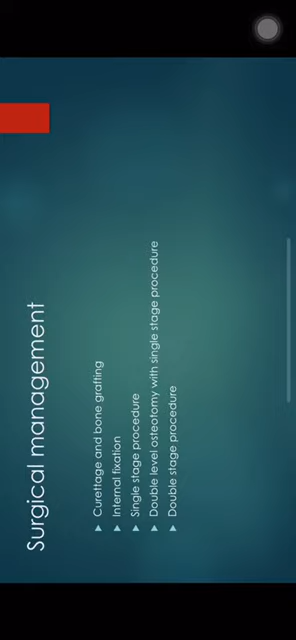 Surgical management
Curettage and bone grafting
Internal fixation
Single stage procedure
Double level osteotomy with single stage procedure
Double stage procedure